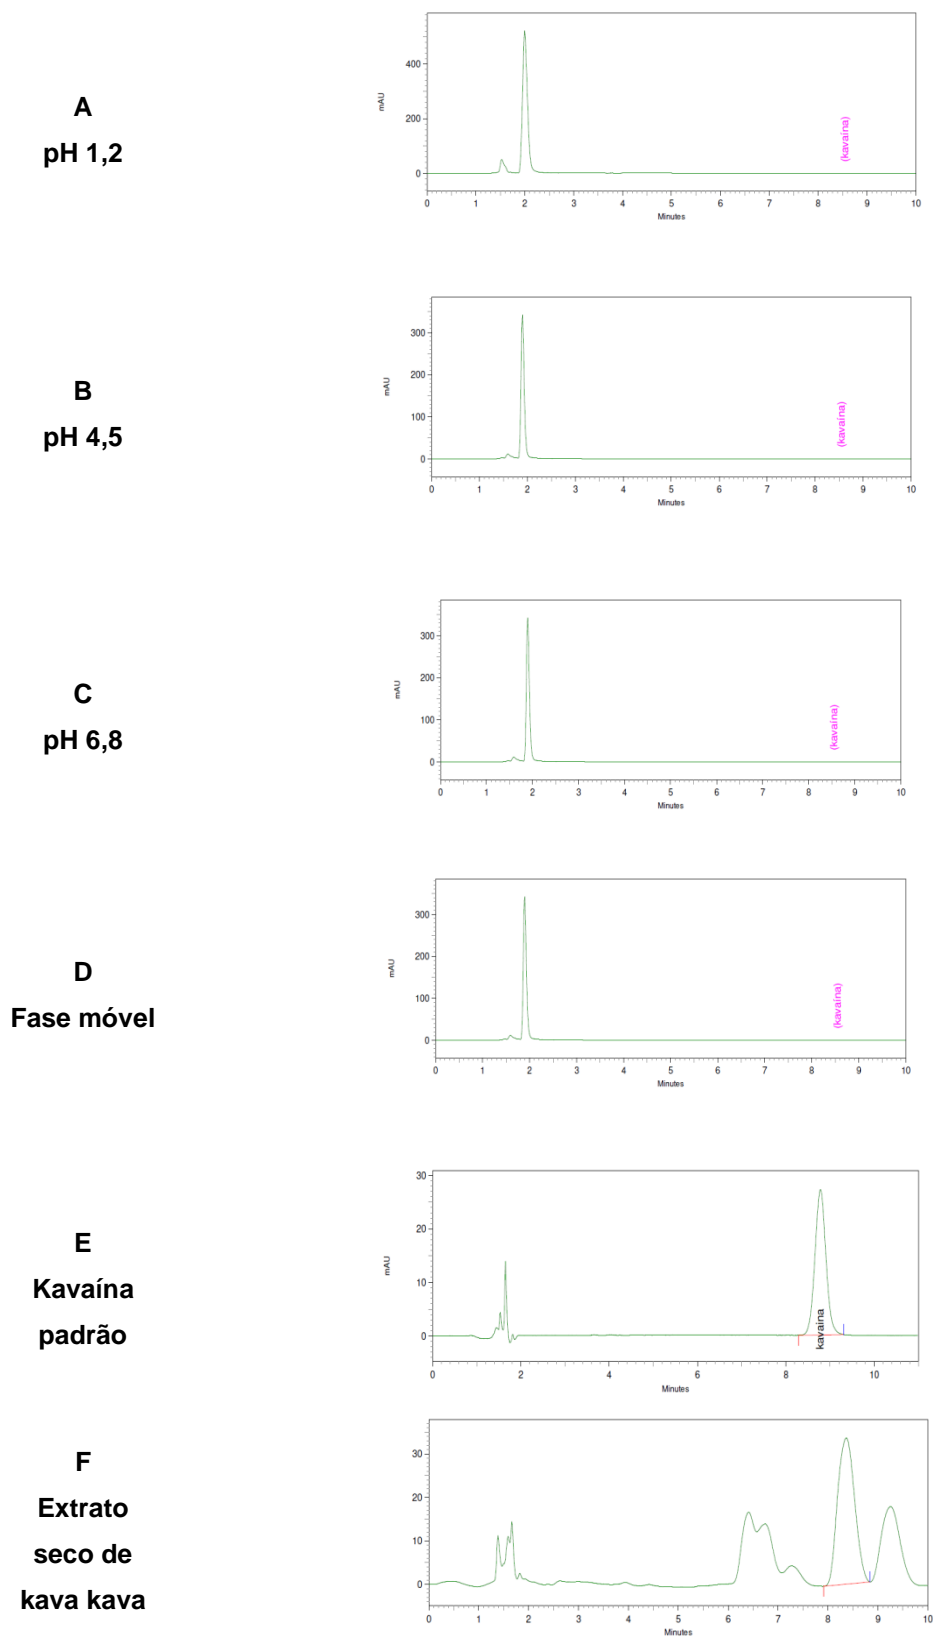 A
pH 1,2
mAU
400
200
0
(kavaína)
0 1 2 3 4 5 6 7 8 9 10
Minutes
B
pH 4,5
mAU
300
200
100
0
(kavaína)
0 1 2 3 4 5 6 7 8 9 10
Minutes
C
pH 6,8
mAU
300
200
100
0
(kavaína)
0 1 2 3 4 5 6 7 8 9 10
Minutes
D
Fase móvel
mAU
300
200
100
0
(kavaína)
0 1 2 3 4 5 6 7 8 9 10
Minutes
E
Kavaína
padrão
mAU
30
20
10
0
kavaína
0 2 4 6 8 10
Minutes
F
Extrato
seco de
kava kava
30
20
10
0
0 1 2 3 4 5 6 7 8 9 10
Minutes